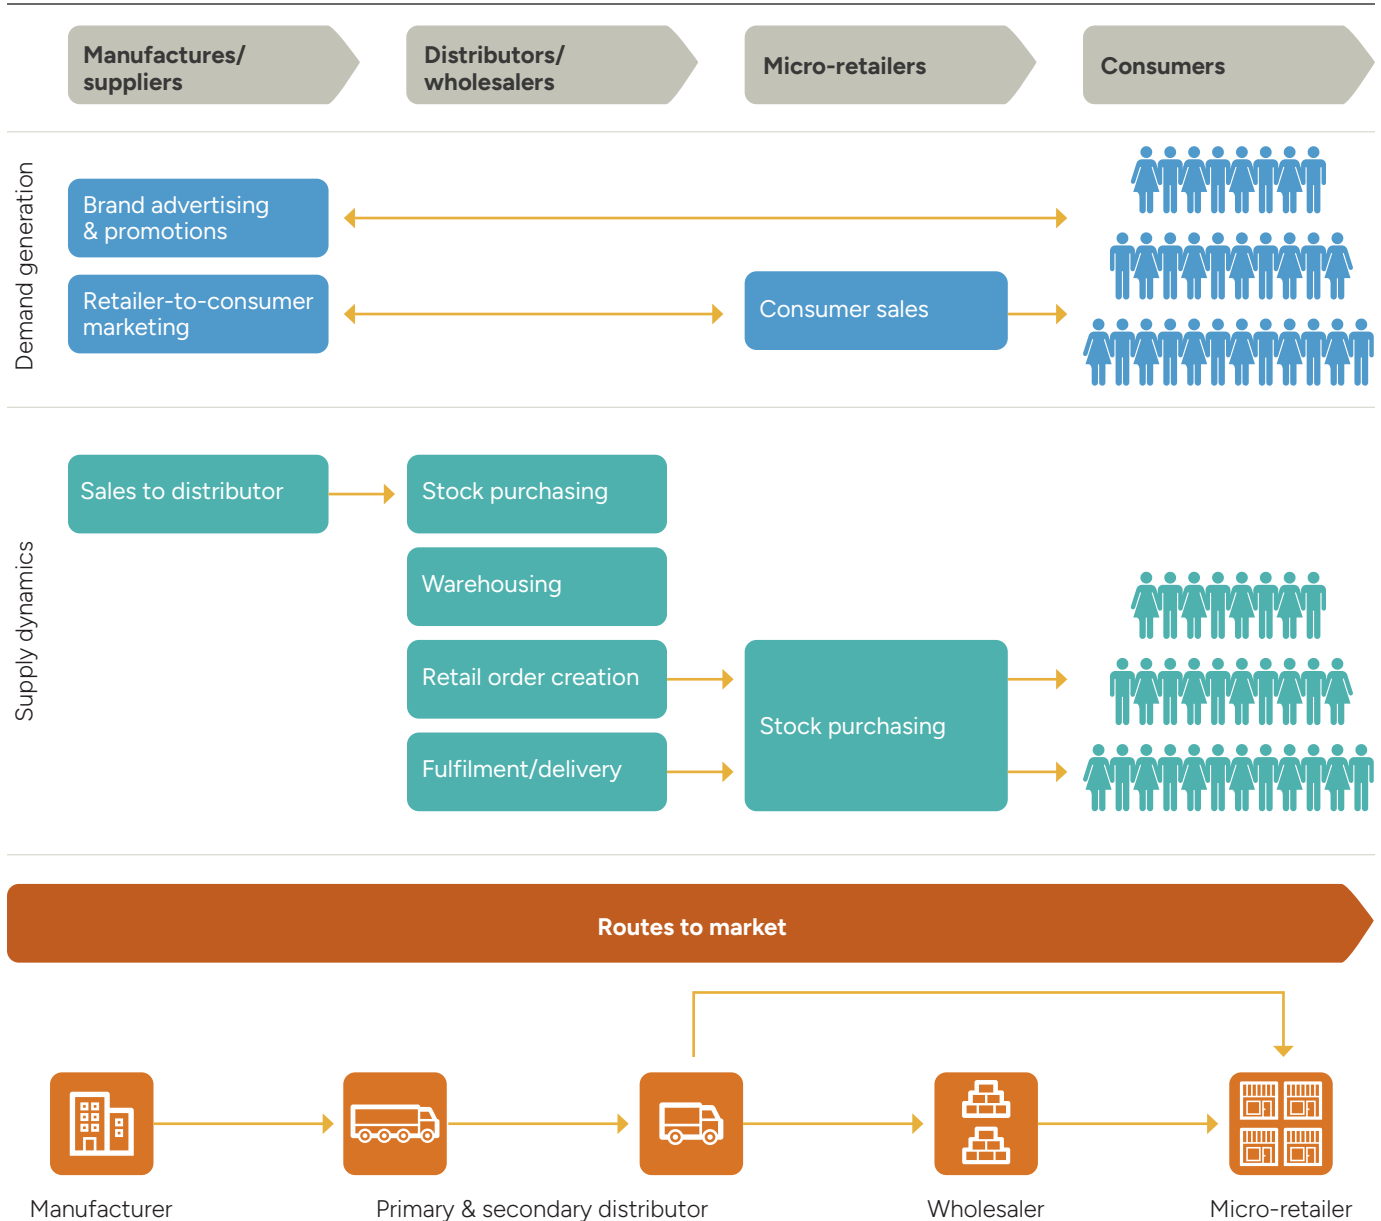 Manufactures/
suppliers
Distributors/
wholesalers
Micro-retailers
Consumers
Demand generation
Brand advertising
& promotions
Retailer-to-consumer
marketing
Consumer sales
Supply dynamics
Sales to distributor
Stock purchasing
Warehousing
Retail order creation
Fulfilment/delivery
Stock purchasing
Routes to market
Manufacturer
Primary & secondary distributor
Wholesaler
Micro-retailer